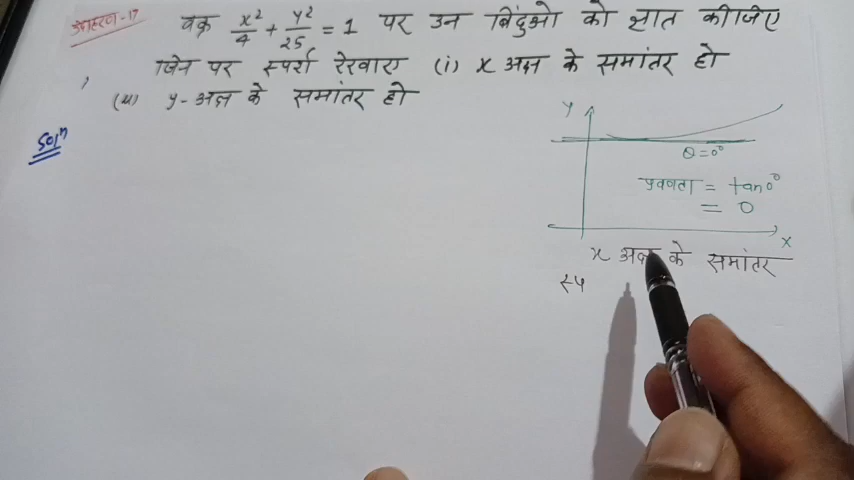 उदाहरण-17
वक्र x²/4 + y²/25 = 1 पर उन बिंदुओ को ज्ञात कीजिए
जिन पर स्पर्श रेखाए (i) x अक्ष के समांतर हो
(ii) y-अक्ष के समांतर हो
Solⁿ
y
θ=0°
प्रवणता = tan0°
= 0
x
x अक्ष के समांतर
स्प